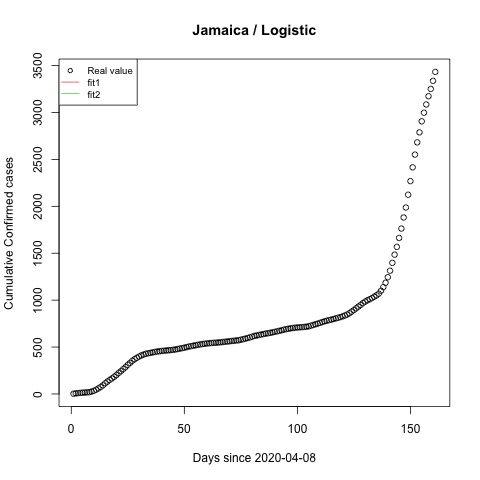 Jamaica / Logistic
Real value
fit1
fit2
Cumulative Confirmed cases
3500
3000
2500
2000
1500
1000
500
0
0 50 100 150
Days since 2020-04-08